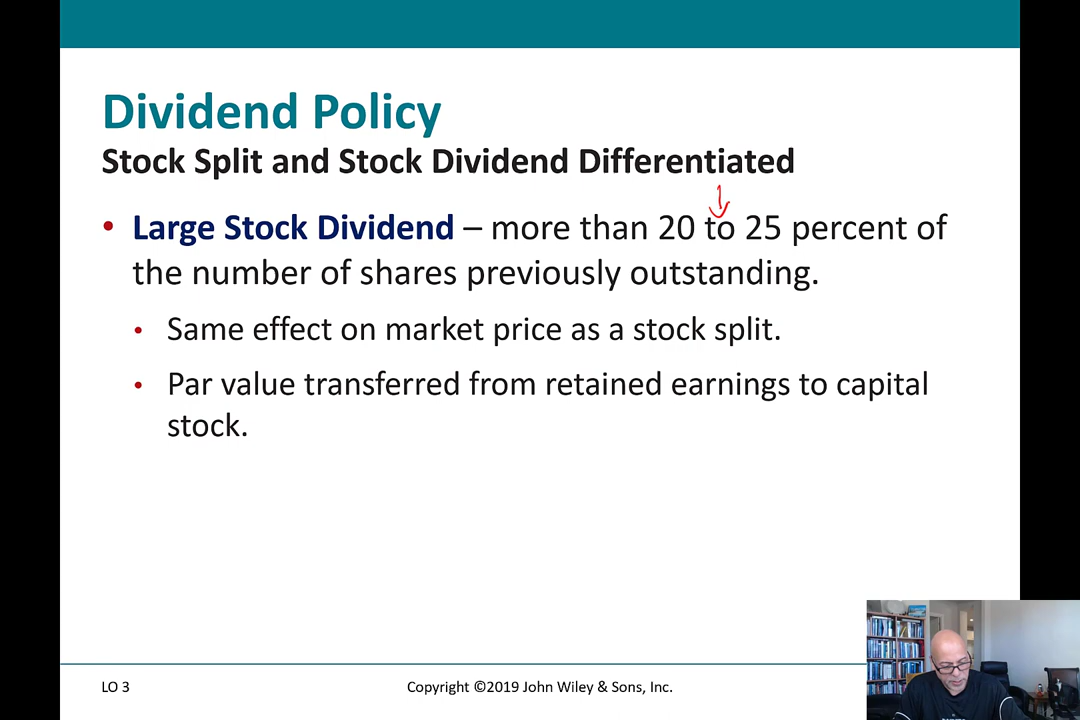 Dividend Policy
Stock Split and Stock Dividend Differentiated
• Large Stock Dividend – more than 20 to 25 percent of
the number of shares previously outstanding.
• Same effect on market price as a stock split.
• Par value transferred from retained earnings to capital
stock.
LO 3
Copyright ©2019 John Wiley & Sons, Inc.